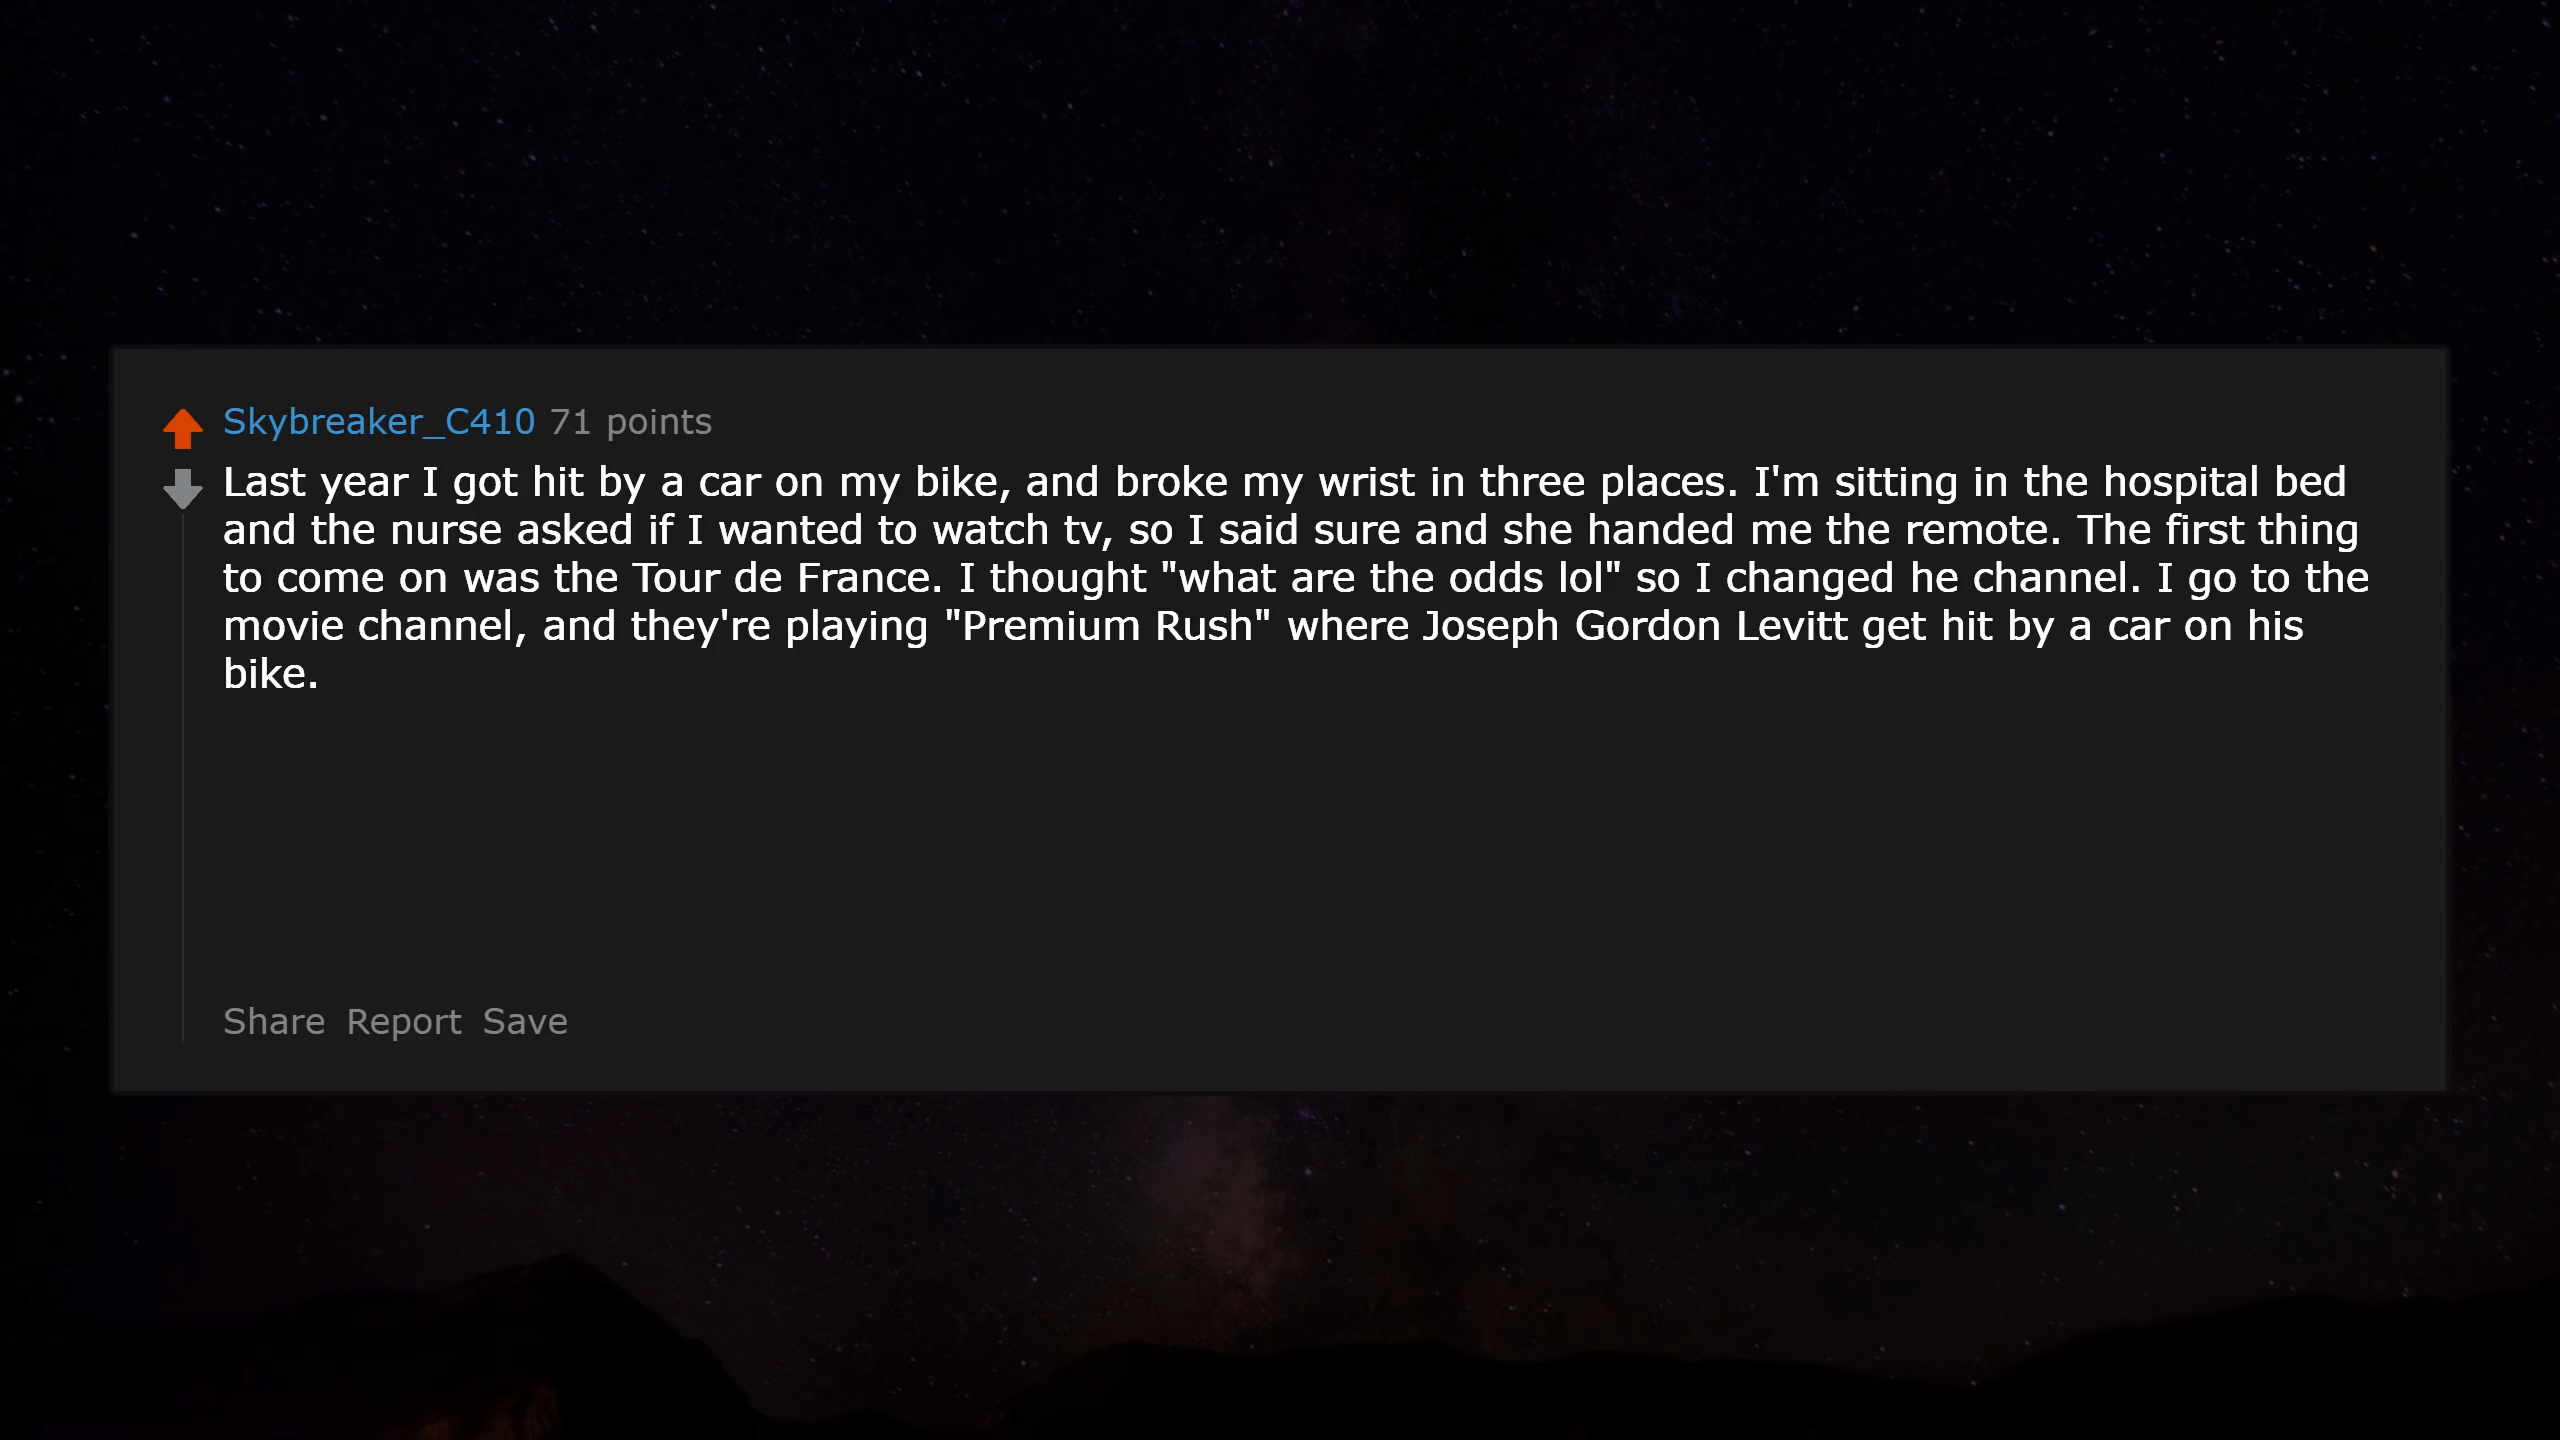 Skybreaker_C410 71 points
Last year I got hit by a car on my bike, and broke my wrist in three places. I'm sitting in the hospital bed
and the nurse asked if I wanted to watch tv, so I said sure and she handed me the remote. The first thing
to come on was the Tour de France. I thought "what are the odds lol" so I changed he channel. I go to the
movie channel, and they're playing "Premium Rush" where Joseph Gordon Levitt get hit by a car on his
bike.
Share Report Save